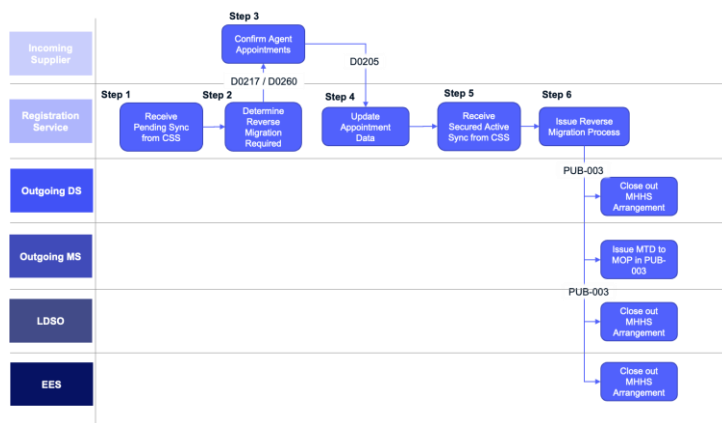 Step 3
Incoming
Supplier
Confirm Agent
Appointments
D0205
D0217 / D0260
Step 1
Step 2
Step 4
Step 5
Step 6
Registration
Service
Receive
Pending Sync
from CSS
Determine
Reverse
Migration
Required
Update
Appointment
Data
Receive
Secured Active
Sync from CSS
Issue Reverse
Migration Process
PUB-003
Outgoing DS
Close out
MHHS
Arrangement
Outgoing MS
Issue MTD to
MOP in PUB-
003
PUB-003
LDSO
Close out
MHHS
Arrangement
EES
Close out
MHHS
Arrangement